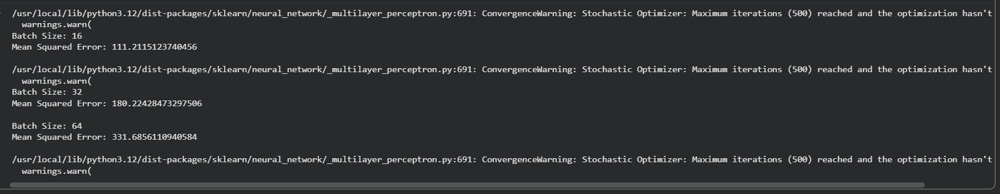 /usr/local/lib/python3.12/dist-packages/sklearn/neural_network/_multilayer_perceptron.py:691: ConvergenceWarning: Stochastic Optimizer: Maximum iterations (500) reached and the optimization hasn't
warnings.warn(
Batch Size: 16
Mean Squared Error: 111.2115123740456
/usr/local/lib/python3.12/dist-packages/sklearn/neural_network/_multilayer_perceptron.py:691: ConvergenceWarning: Stochastic Optimizer: Maximum iterations (500) reached and the optimization hasn't
warnings.warn(
Batch Size: 32
Mean Squared Error: 180.22428473297506
Batch Size: 64
Mean Squared Error: 331.6856110940584
/usr/local/lib/python3.12/dist-packages/sklearn/neural_network/_multilayer_perceptron.py:691: ConvergenceWarning: Stochastic Optimizer: Maximum iterations (500) reached and the optimization hasn't
warnings.warn(